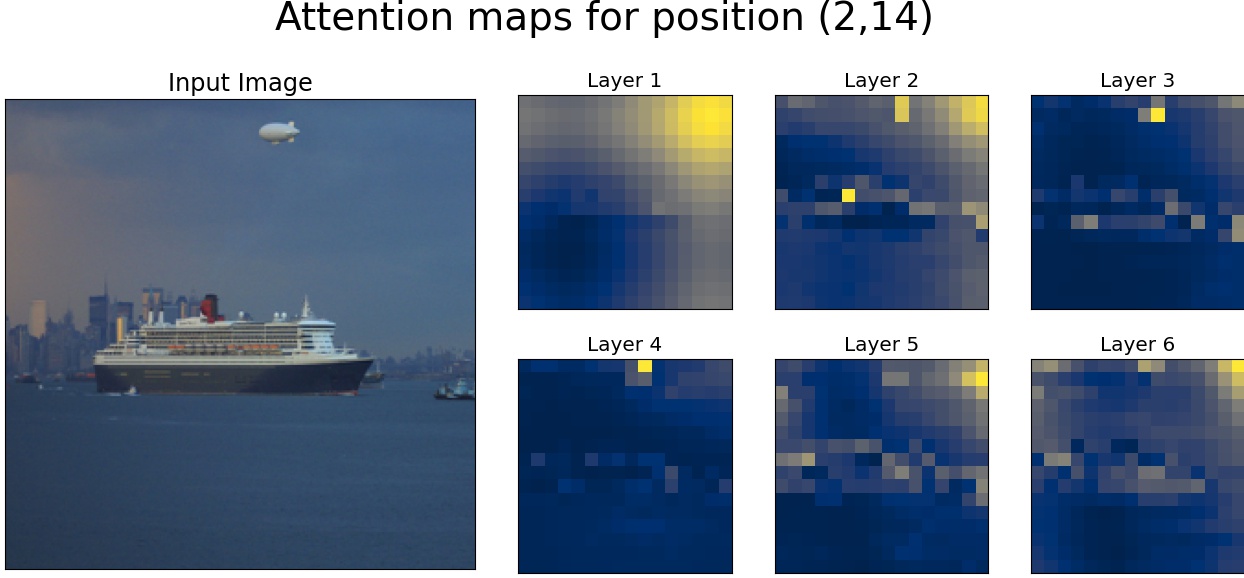 Attention maps for position (2,14)
Input Image
Layer 1
Layer 2
Layer 3
Layer 4
Layer 5
Layer 6